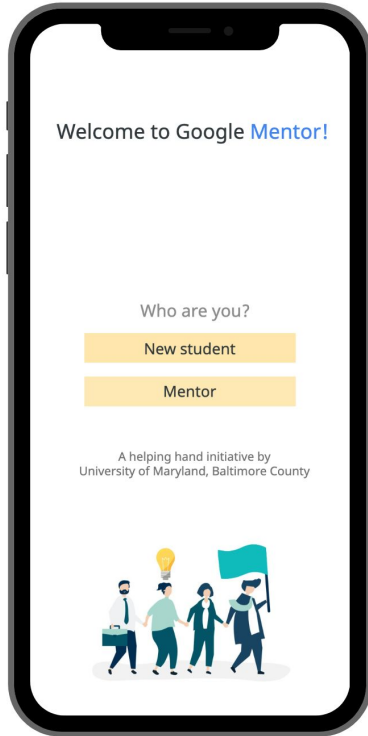 Welcome to Google Mentor!
Who are you?
New student
Mentor
A helping hand initiative by
University of Maryland, Baltimore County